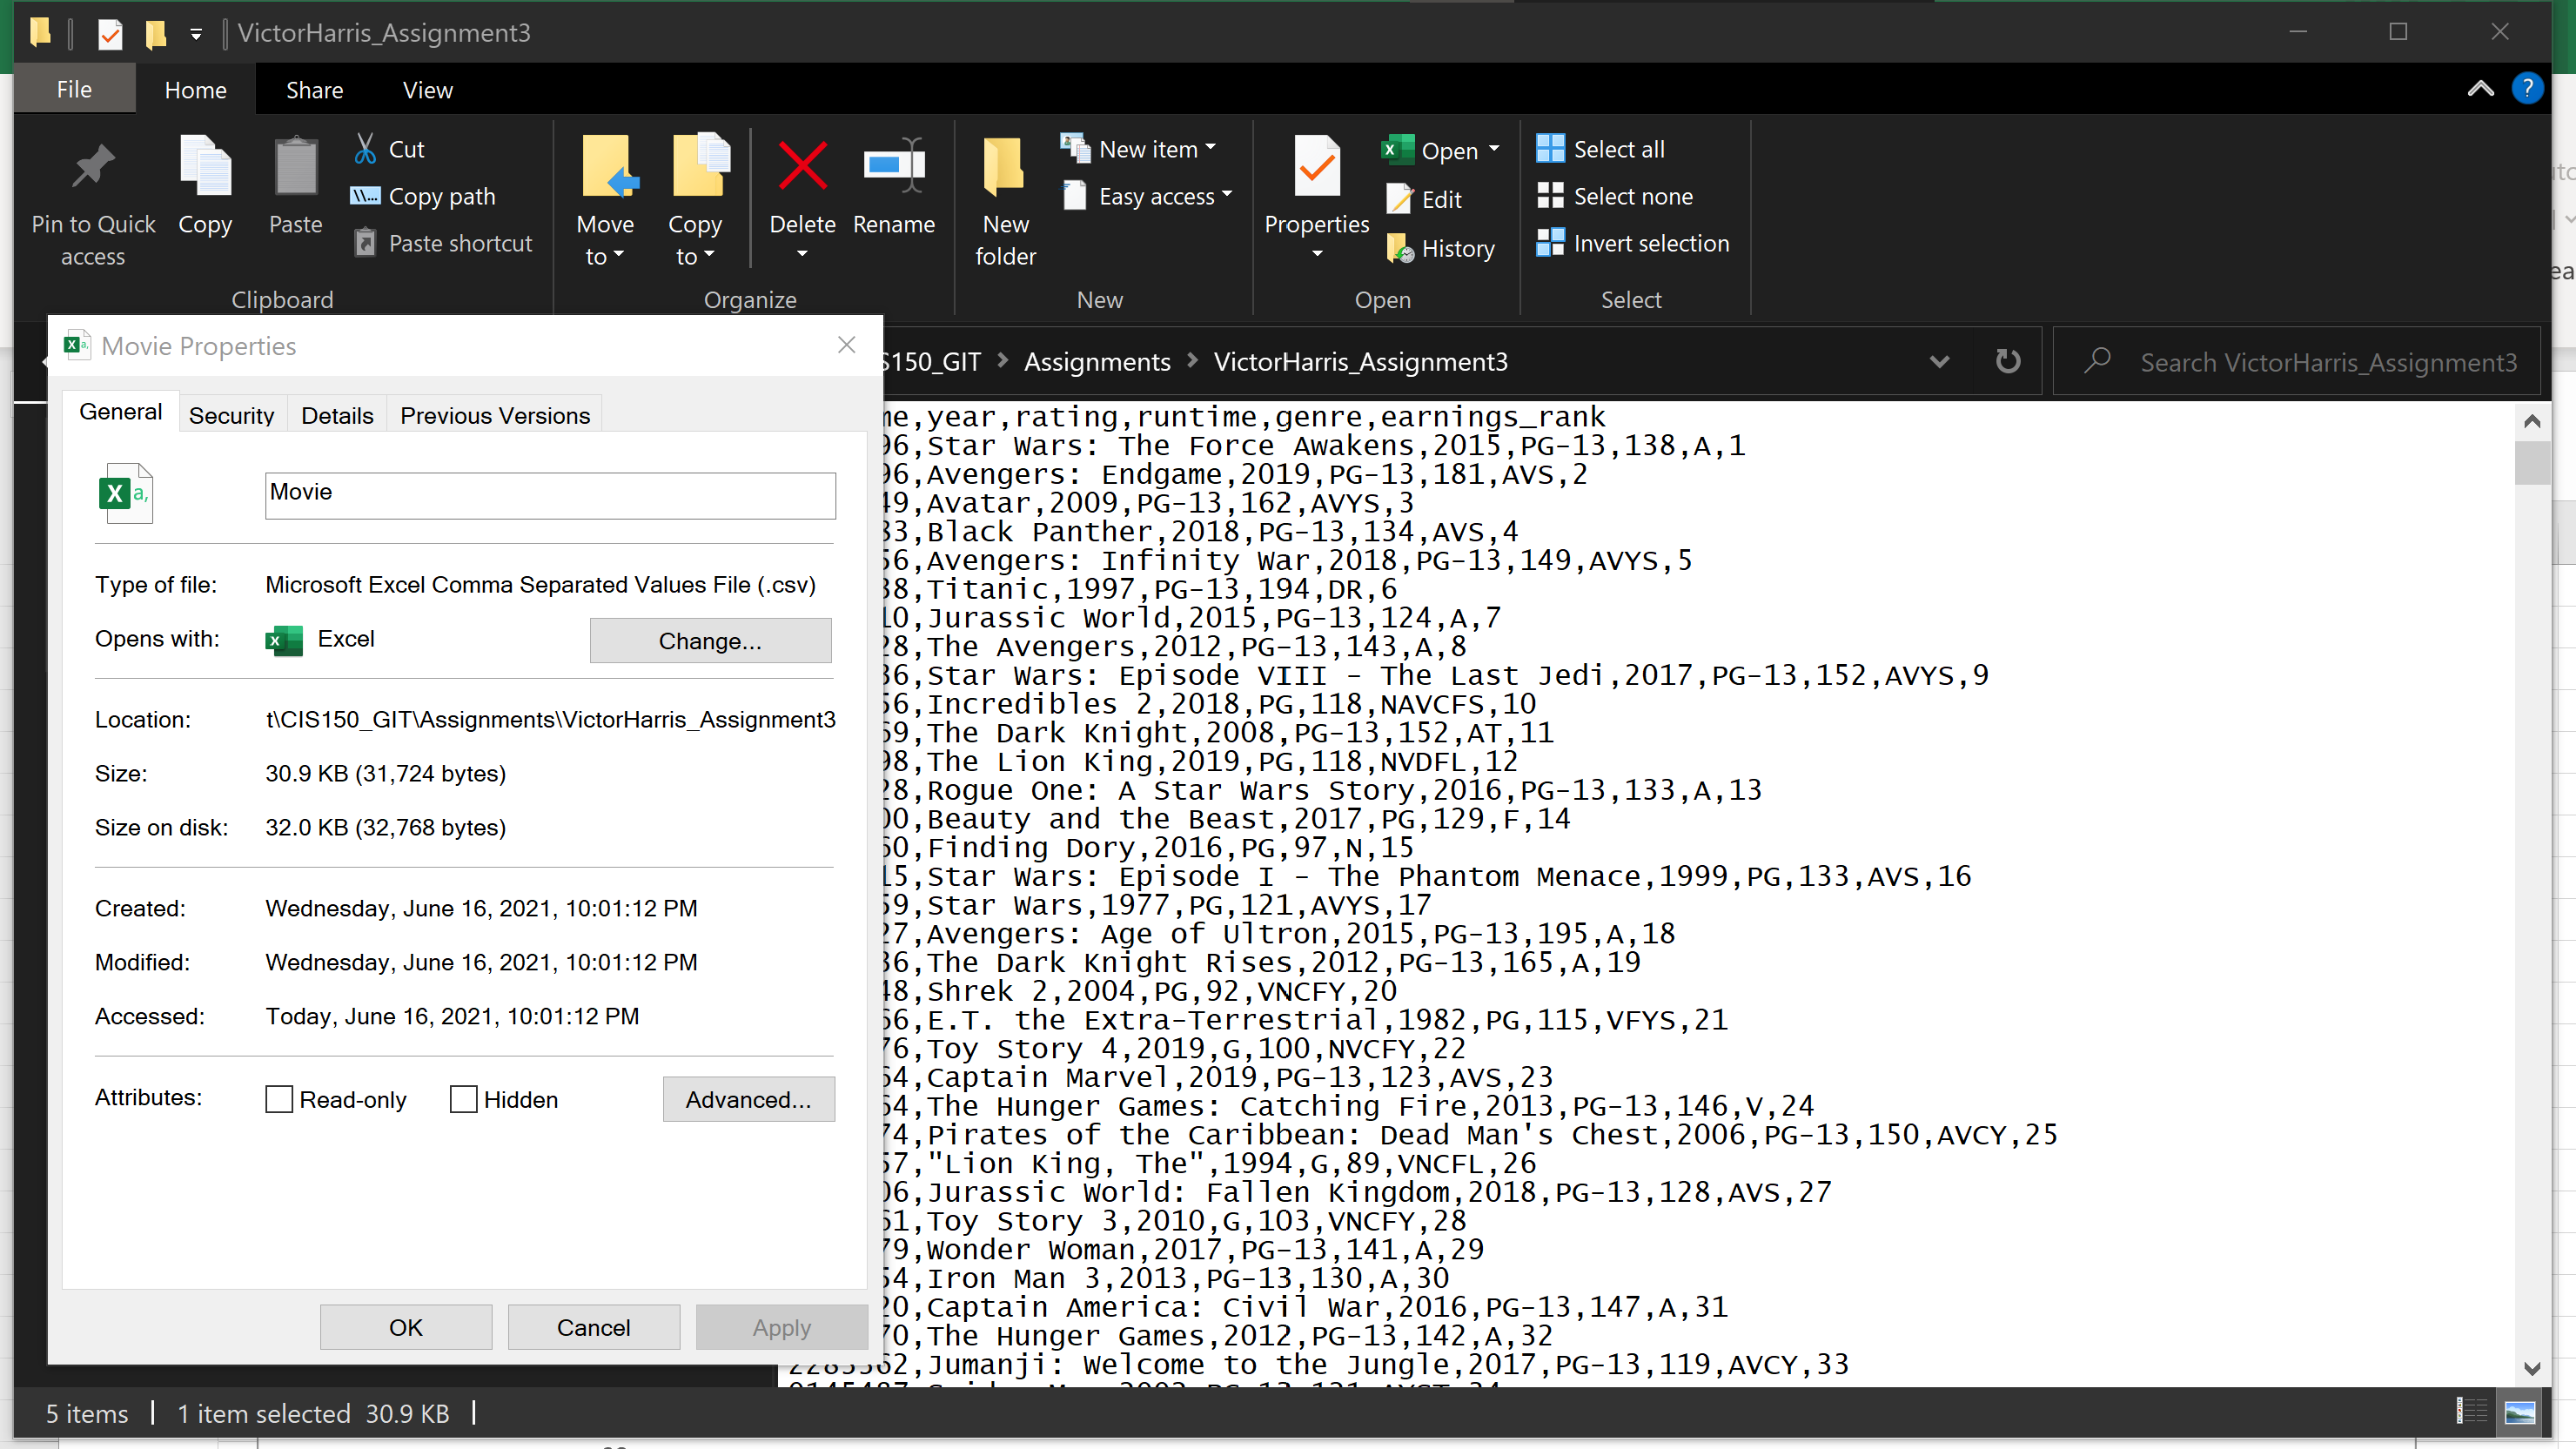 VictorHarris_Assignment3
File Home Share View
Pin to Quick access
Copy
Paste
Cut
Copy path
Paste shortcut
Clipboard
Move to
Copy to
Delete
Rename
Organize
New folder
New item
Easy access
New
Properties
Open
Edit
History
Open
Select all
Select none
Invert selection
Select
S150_GIT > Assignments > VictorHarris_Assignment3
Search VictorHarris_Assignment3
Movie Properties
General Security Details Previous Versions
Movie
Type of file: Microsoft Excel Comma Separated Values File (.csv)
Opens with: Excel Change...
Location: t\CIS150_GIT\Assignments\VictorHarris_Assignment3
Size: 30.9 KB (31,724 bytes)
Size on disk: 32.0 KB (32,768 bytes)
Created: Wednesday, June 16, 2021, 10:01:12 PM
Modified: Wednesday, June 16, 2021, 10:01:12 PM
Accessed: Today, June 16, 2021, 10:01:12 PM
Attributes: Read-only Hidden Advanced...
OK Cancel Apply
me,year,rating,runtime,genre,earnings_rank
96,Star Wars: The Force Awakens,2015,PG-13,138,A,1
96,Avengers: Endgame,2019,PG-13,181,AVS,2
49,Avatar,2009,PG-13,162,AVYS,3
33,Black Panther,2018,PG-13,134,AVS,4
56,Avengers: Infinity War,2018,PG-13,149,AVYS,5
38,Titanic,1997,PG-13,194,DR,6
10,Jurassic World,2015,PG-13,124,A,7
28,The Avengers,2012,PG-13,143,A,8
36,Star Wars: Episode VIII - The Last Jedi,2017,PG-13,152,AVYS,9
56,Incredibles 2,2018,PG,118,NAVCFS,10
69,The Dark Knight,2008,PG-13,152,AT,11
98,The Lion King,2019,PG,118,NVDFL,12
28,Rogue One: A Star Wars Story,2016,PG-13,133,A,13
00,Beauty and the Beast,2017,PG,129,F,14
60,Finding Dory,2016,PG,97,N,15
15,Star Wars: Episode I - The Phantom Menace,1999,PG,133,AVS,16
59,Star Wars,1977,PG,121,AVYS,17
27,Avengers: Age of Ultron,2015,PG-13,195,A,18
36,The Dark Knight Rises,2012,PG-13,165,A,19
48,Shrek 2,2004,PG,92,VNCFY,20
66,E.T. the Extra-Terrestrial,1982,PG,115,VFYS,21
76,Toy Story 4,2019,G,100,NVCFY,22
64,Captain Marvel,2019,PG-13,123,AVS,23
64,The Hunger Games: Catching Fire,2013,PG-13,146,V,24
74,Pirates of the Caribbean: Dead Man's Chest,2006,PG-13,150,AVCY,25
57,"Lion King, The",1994,G,89,VNCFL,26
06,Jurassic World: Fallen Kingdom,2018,PG-13,128,AVS,27
61,Toy Story 3,2010,G,103,VNCFY,28
79,Wonder Woman,2017,PG-13,141,A,29
54,Iron Man 3,2013,PG-13,130,A,30
20,Captain America: Civil War,2016,PG-13,147,A,31
70,The Hunger Games,2012,PG-13,142,A,32
2283362,Jumanji: Welcome to the Jungle,2017,PG-13,119,AVCY,33
5 items 1 item selected 30.9 KB